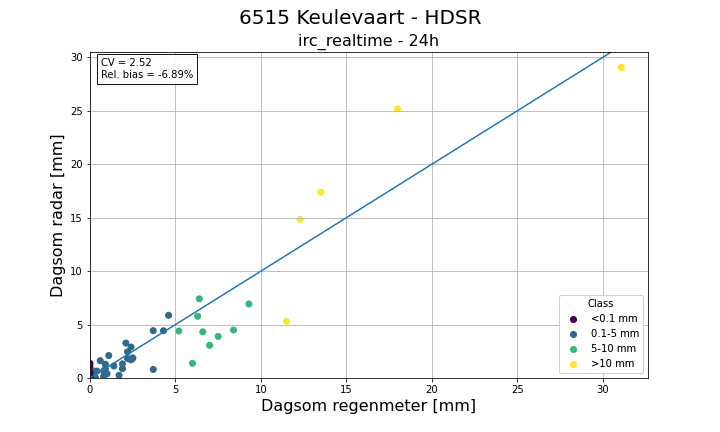 6515 Keulevaart - HDSR
irc_realtime - 24h
CV = 2.52
Rel. bias = -6.89%
30
25
20
15
10
5
0
Dagsom radar [mm]
Class
<0.1 mm
0.1-5 mm
5-10 mm
>10 mm
0 5 10 15 20 25 30
Dagsom regenmeter [mm]